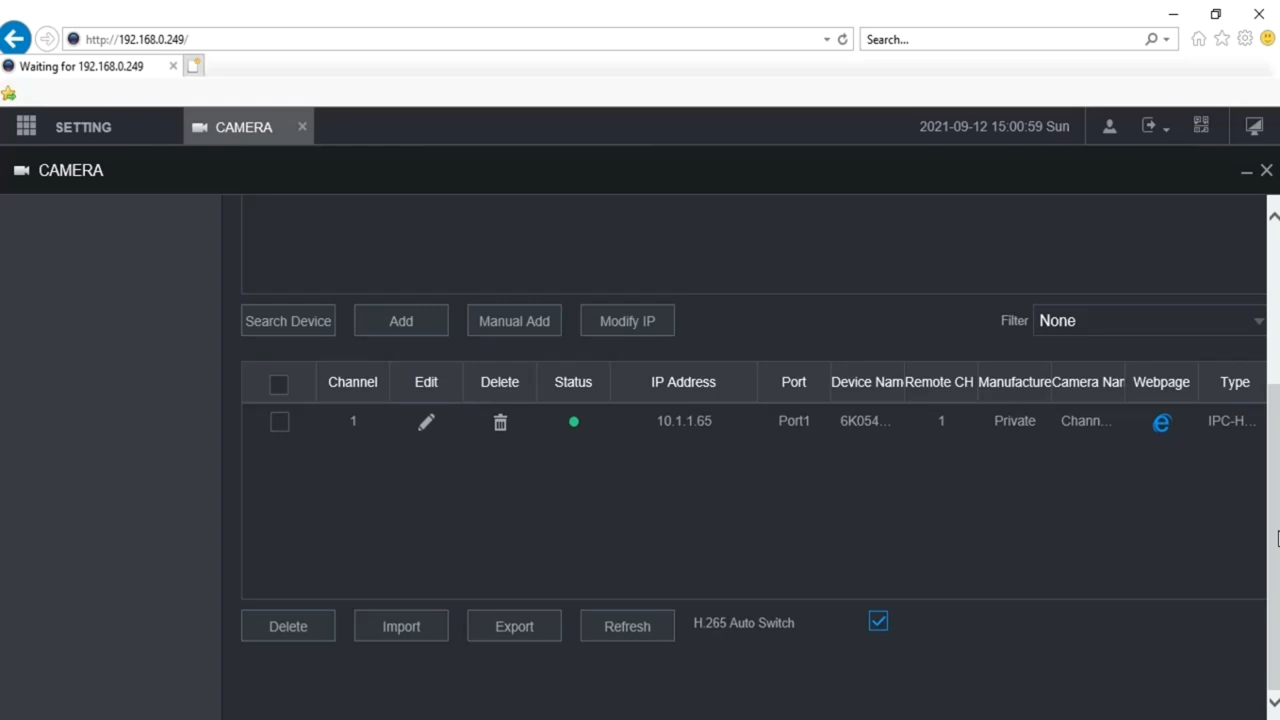 http://192.168.0.249/
Search...
Waiting for 192.168.0.249
SETTING
CAMERA
2021-09-12 15:00:59 Sun
CAMERA
Search Device Add Manual Add Modify IP Filter None
Channel Edit Delete Status IP Address Port Device Nam Remote CH Manufacture Camera Nar Webpage Type
1 10.1.1.65 Port1 6K054... 1 Private Chann... IPC-H...
Delete Import Export Refresh H.265 Auto Switch